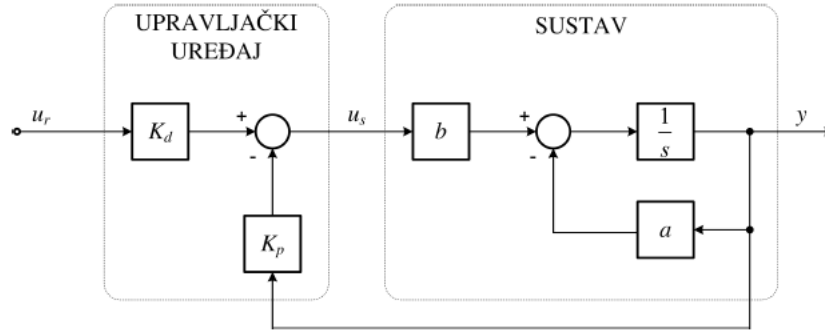 UPRAVLJAČKI
UREĐAJ
SUSTAV
u_r
K_d
+
-
u_s
b
+
-
1
s
y
K_p
a